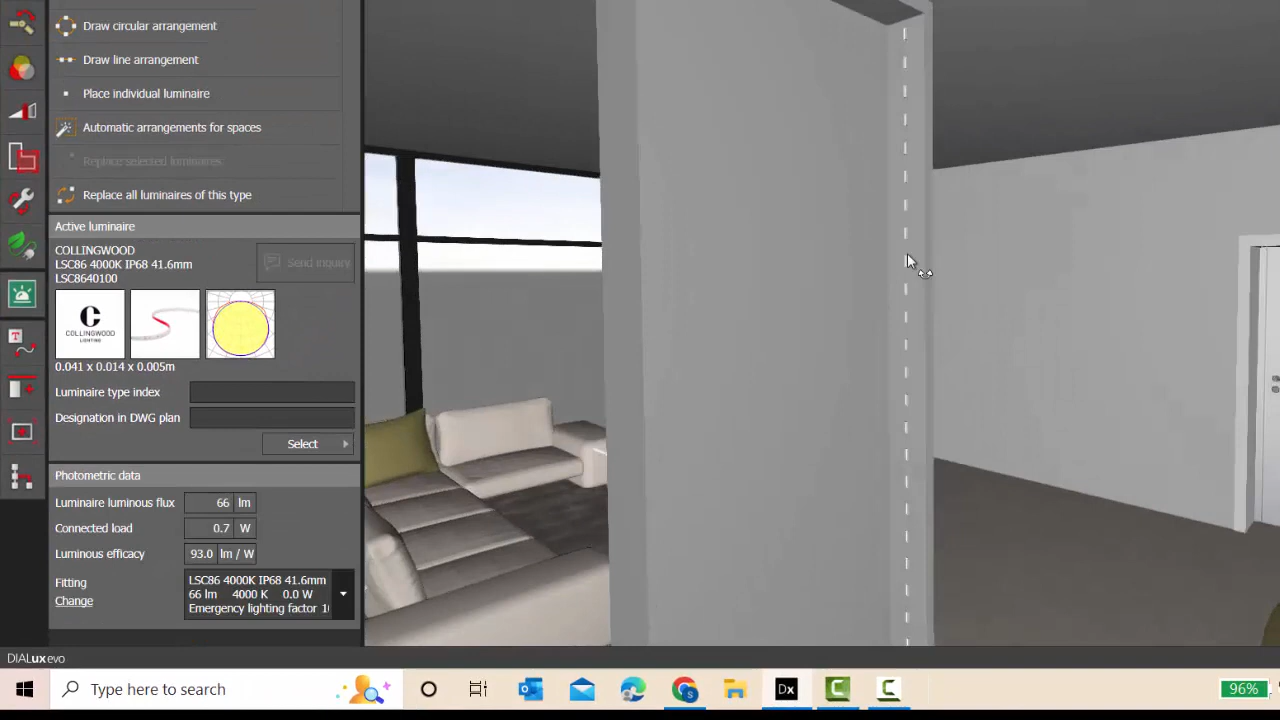 Draw circular arrangement
Draw line arrangement
Place individual luminaire
Automatic arrangements for spaces
Replace selected luminaires
Replace all luminaires of this type
Active luminaire
COLLINGWOOD
LSC86 4000K IP68 41.6mm
LSC8640100
Send inquiry
C
COLLINGWOOD
LIGHTING
0.041 x 0.014 x 0.005m
Luminaire type index
Designation in DWG plan
Select
Photometric data
Luminaire luminous flux 66 lm
Connected load 0.7 W
Luminous efficacy 93.0 lm / W
Fitting
Change
LSC86 4000K IP68 41.6mm
66 lm 4000 K 0.0 W
Emergency lighting factor 10
DIALux evo
Type here to search
Dx
96%